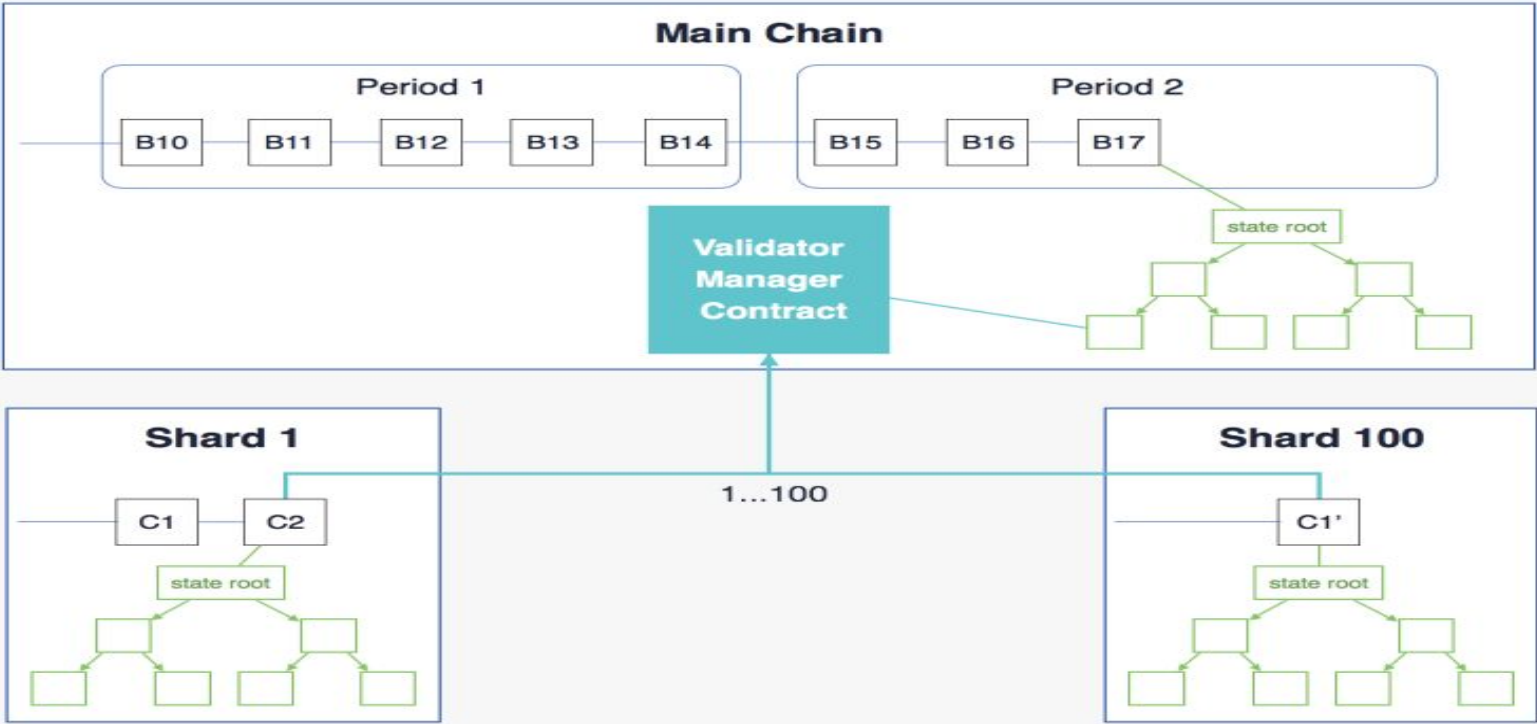 Main Chain
Period 1
Period 2
B10 B11 B12 B13 B14 B15 B16 B17
state root
Validator
Manager
Contract
Shard 1
Shard 100
1...100
C1 C2
C1’
state root
state root